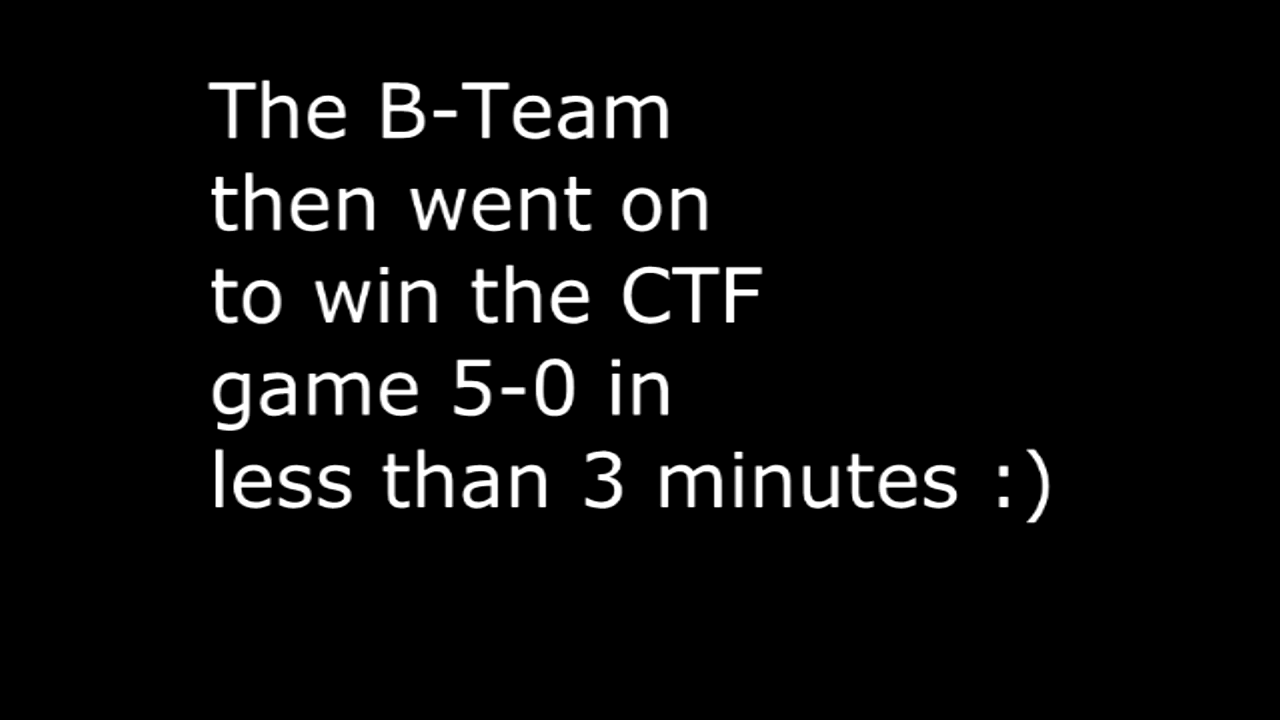 The B-Team
then went on
to win the CTF
game 5-0 in
less than 3 minutes :)